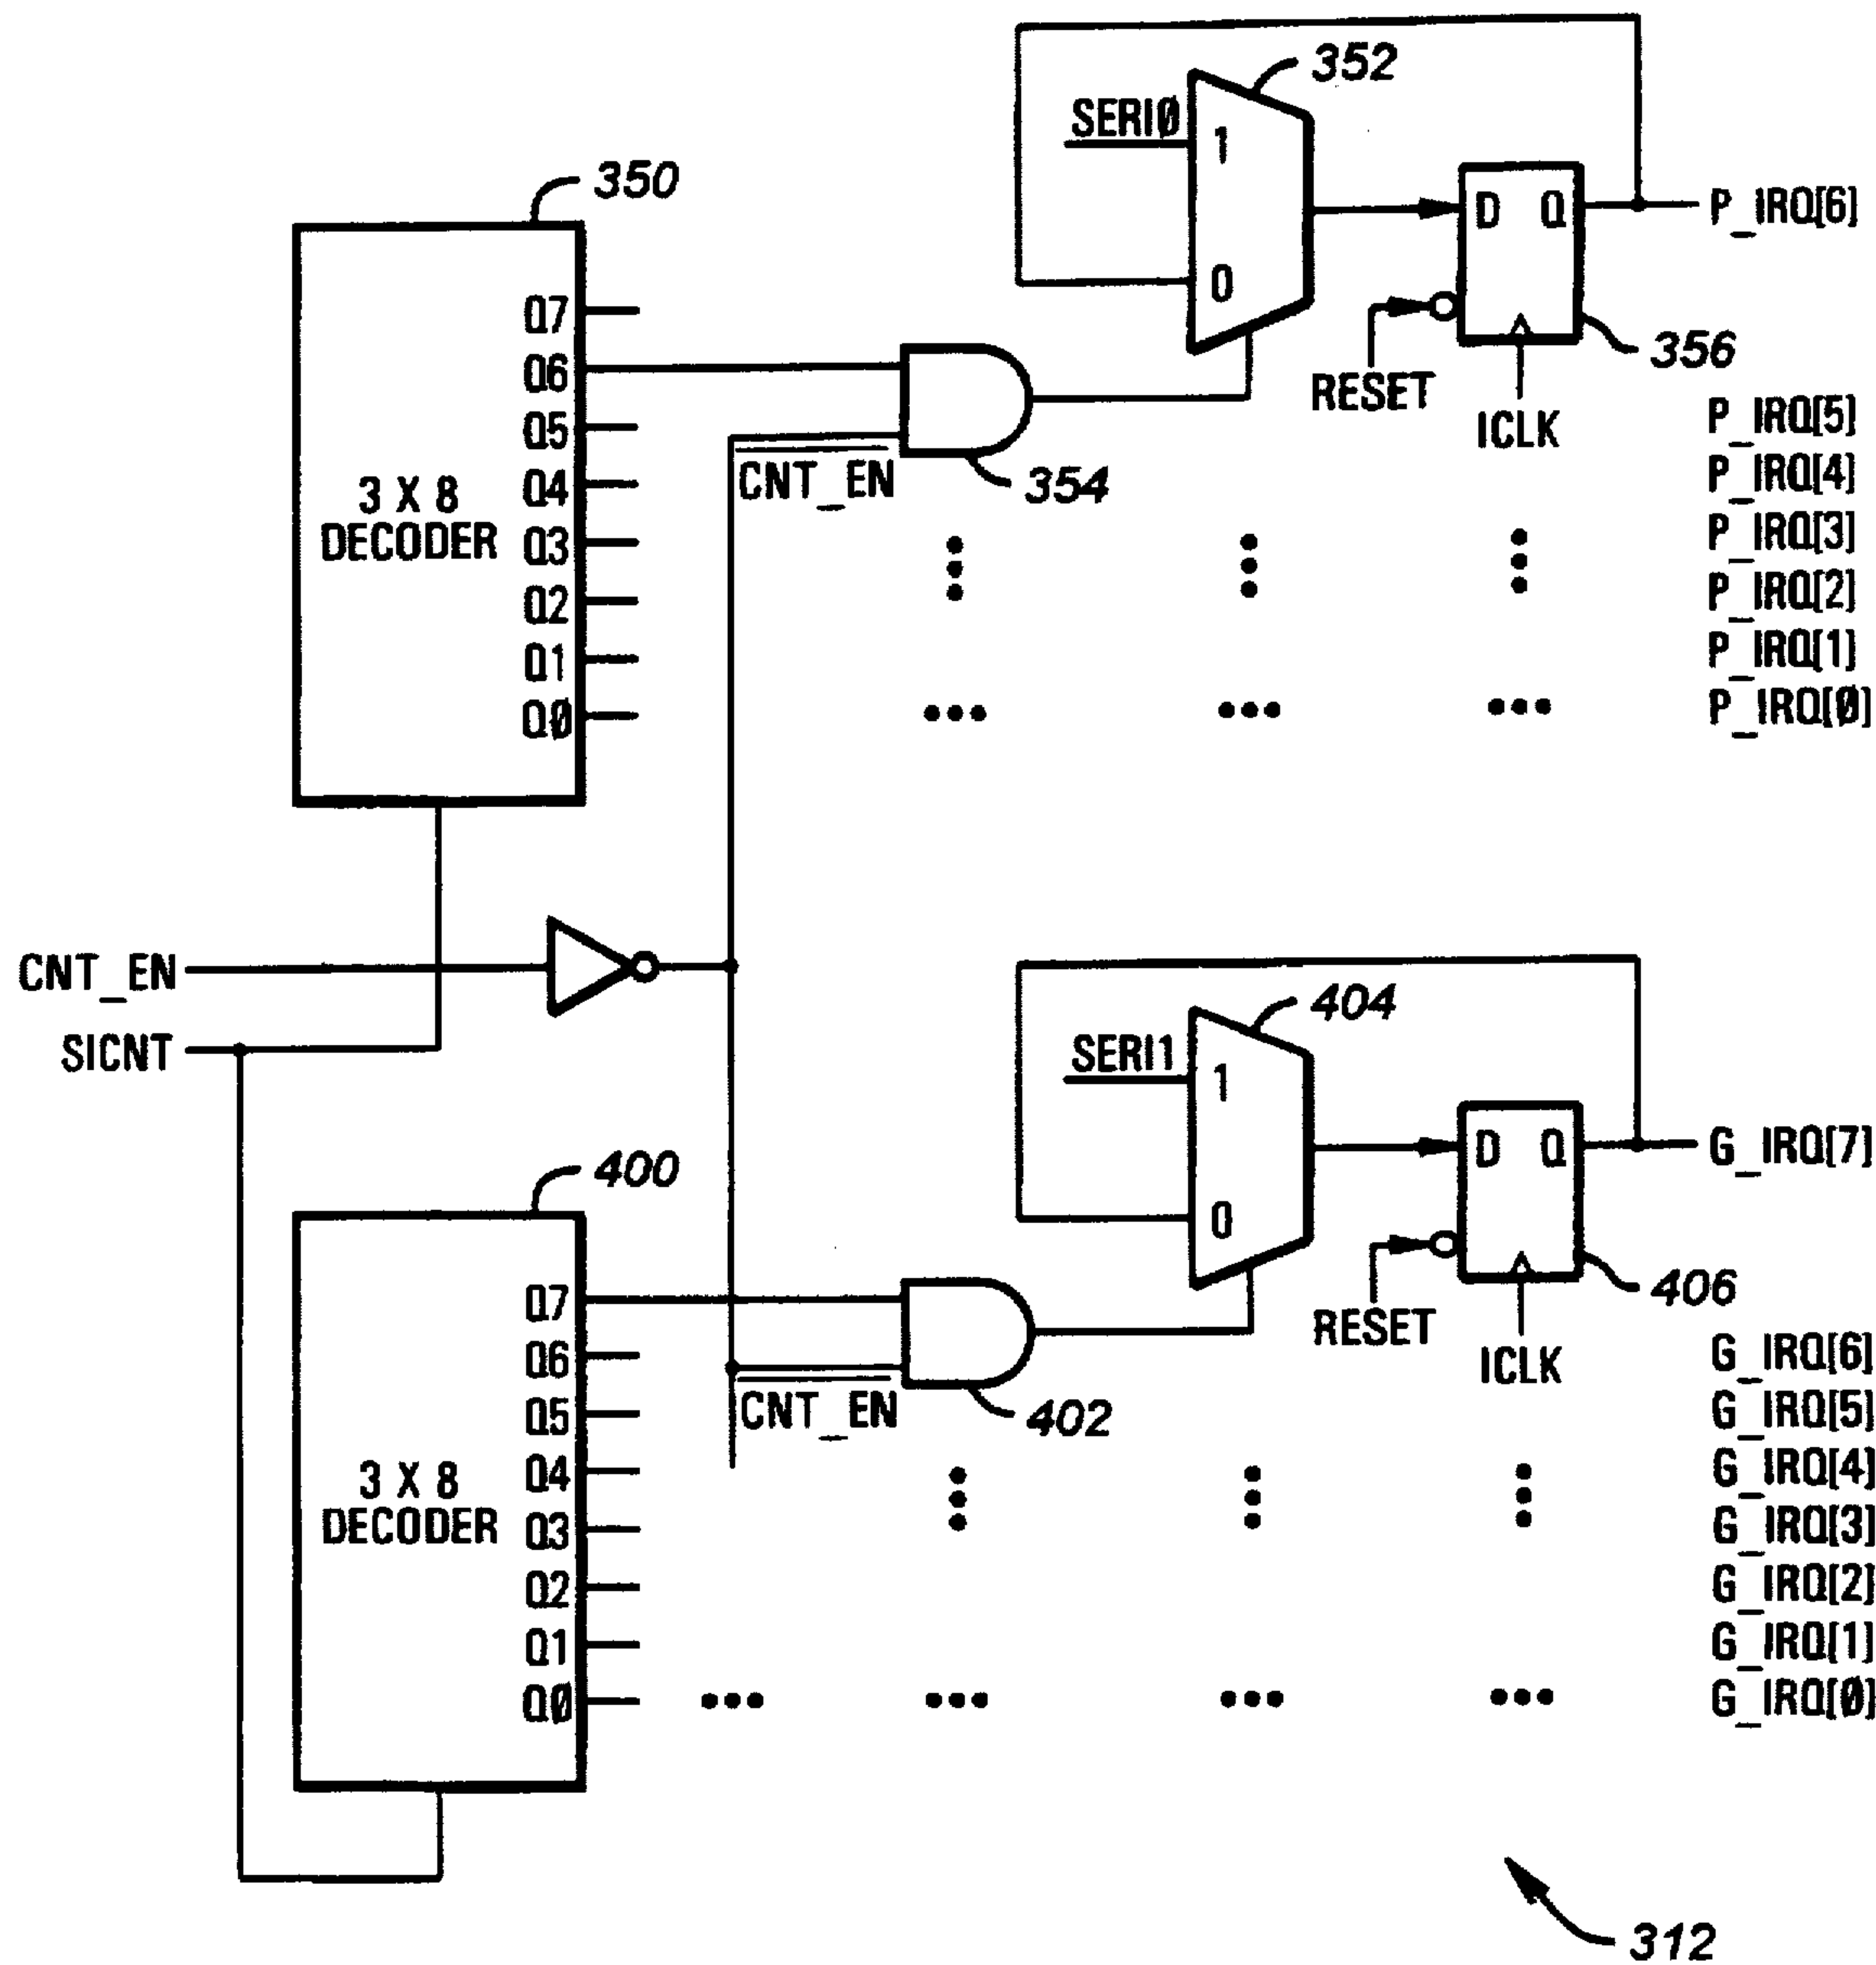 352
SERIØ
1
350
D Q
P_IRQ[6]
Q7
0
356
Q6
RESET
ICLK
P_IRQ[5]
Q5
CNT_EN
354
P_IRQ[4]
3 X 8
DECODER
Q4
Q3
P_IRQ[3]
Q2
P_IRQ[2]
Q1
P_IRQ[1]
QØ
P_IRQ[Ø]
CNT_EN
SICNT
404
SERI1
1
400
D Q
G_IRQ[7]
0
406
Q7
RESET
ICLK
G_IRQ[6]
Q6
Q5
CNT_EN
402
G_IRQ[5]
3 X 8
DECODER
Q4
G_IRQ[4]
Q3
G_IRQ[3]
Q2
G_IRQ[2]
Q1
G_IRQ[1]
QØ
G_IRQ[Ø]
312